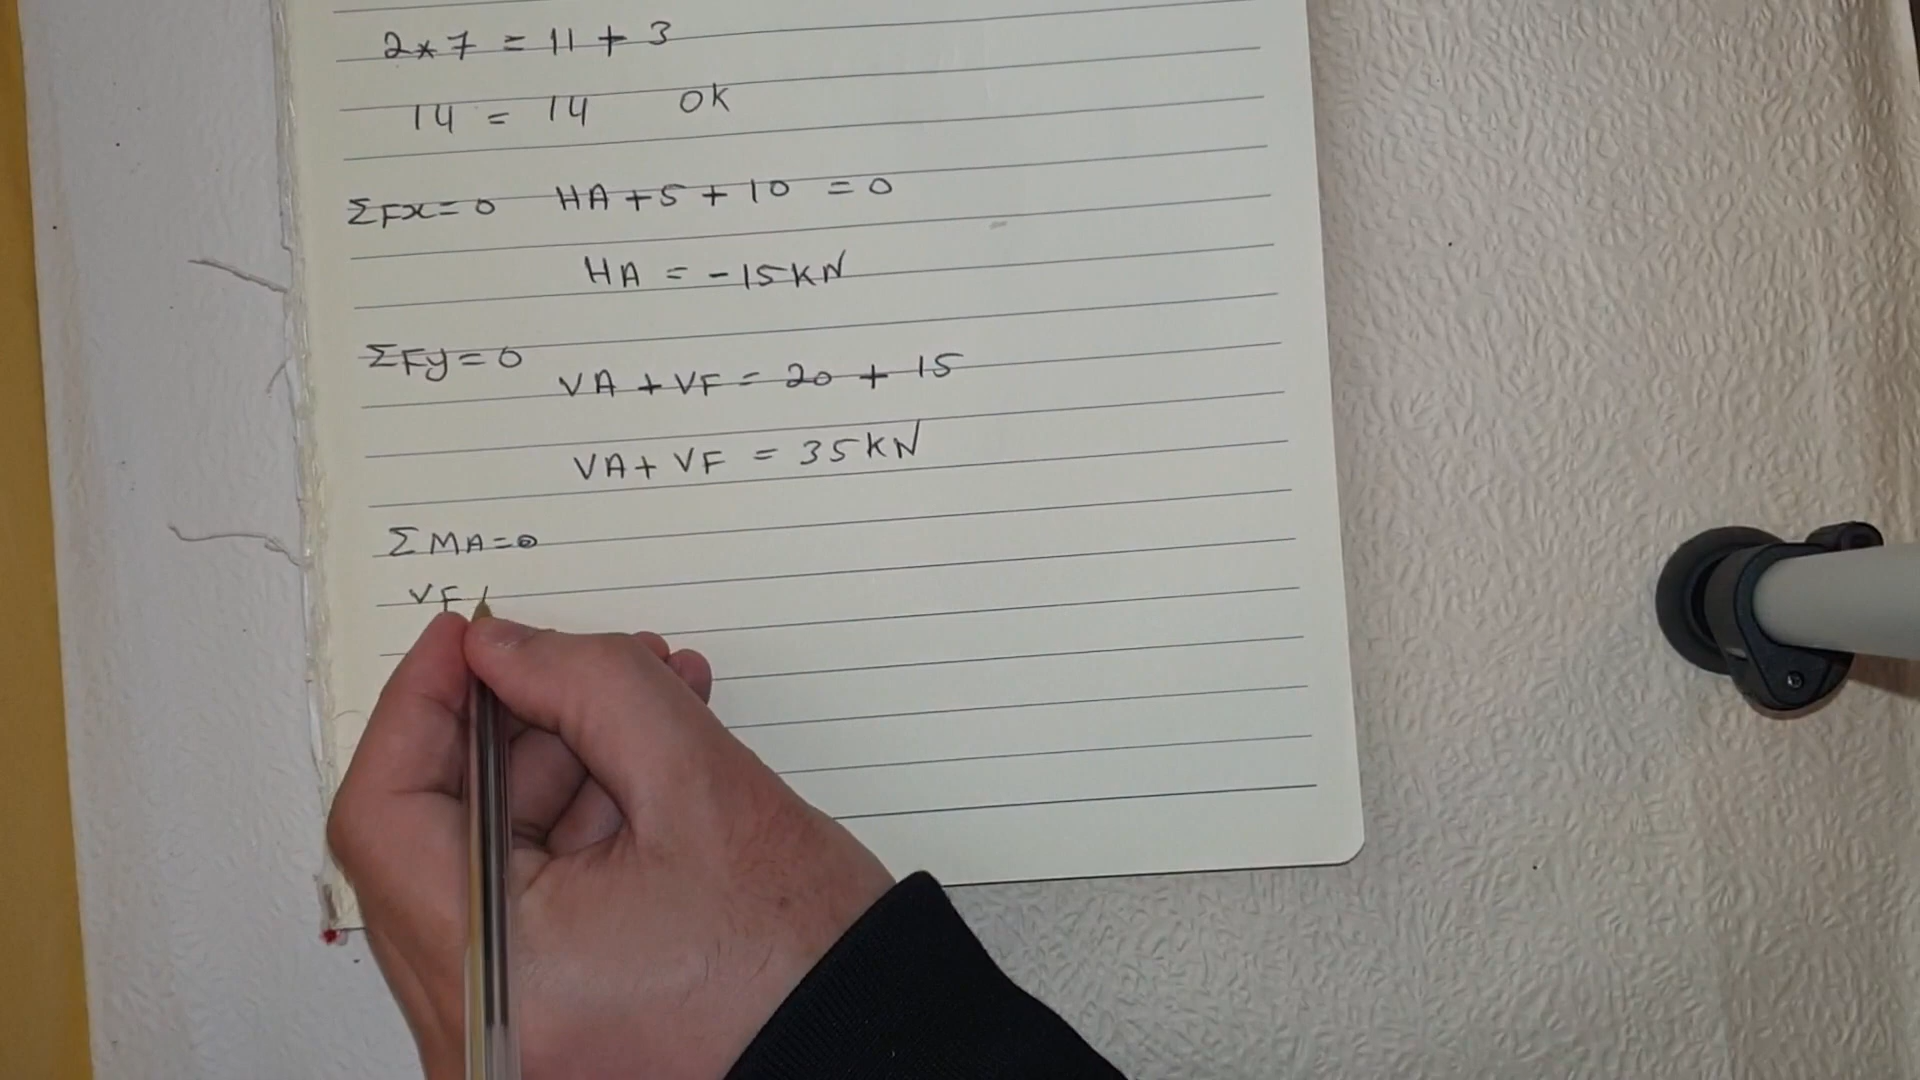 2*7 = 11 + 3
14 = 14 OK
ΣFx=0 HA+5+10 =0
HA = -15KN
ΣFy=0 VA+VF = 20 + 15
VA+VF = 35KN
ΣMA=0
VF